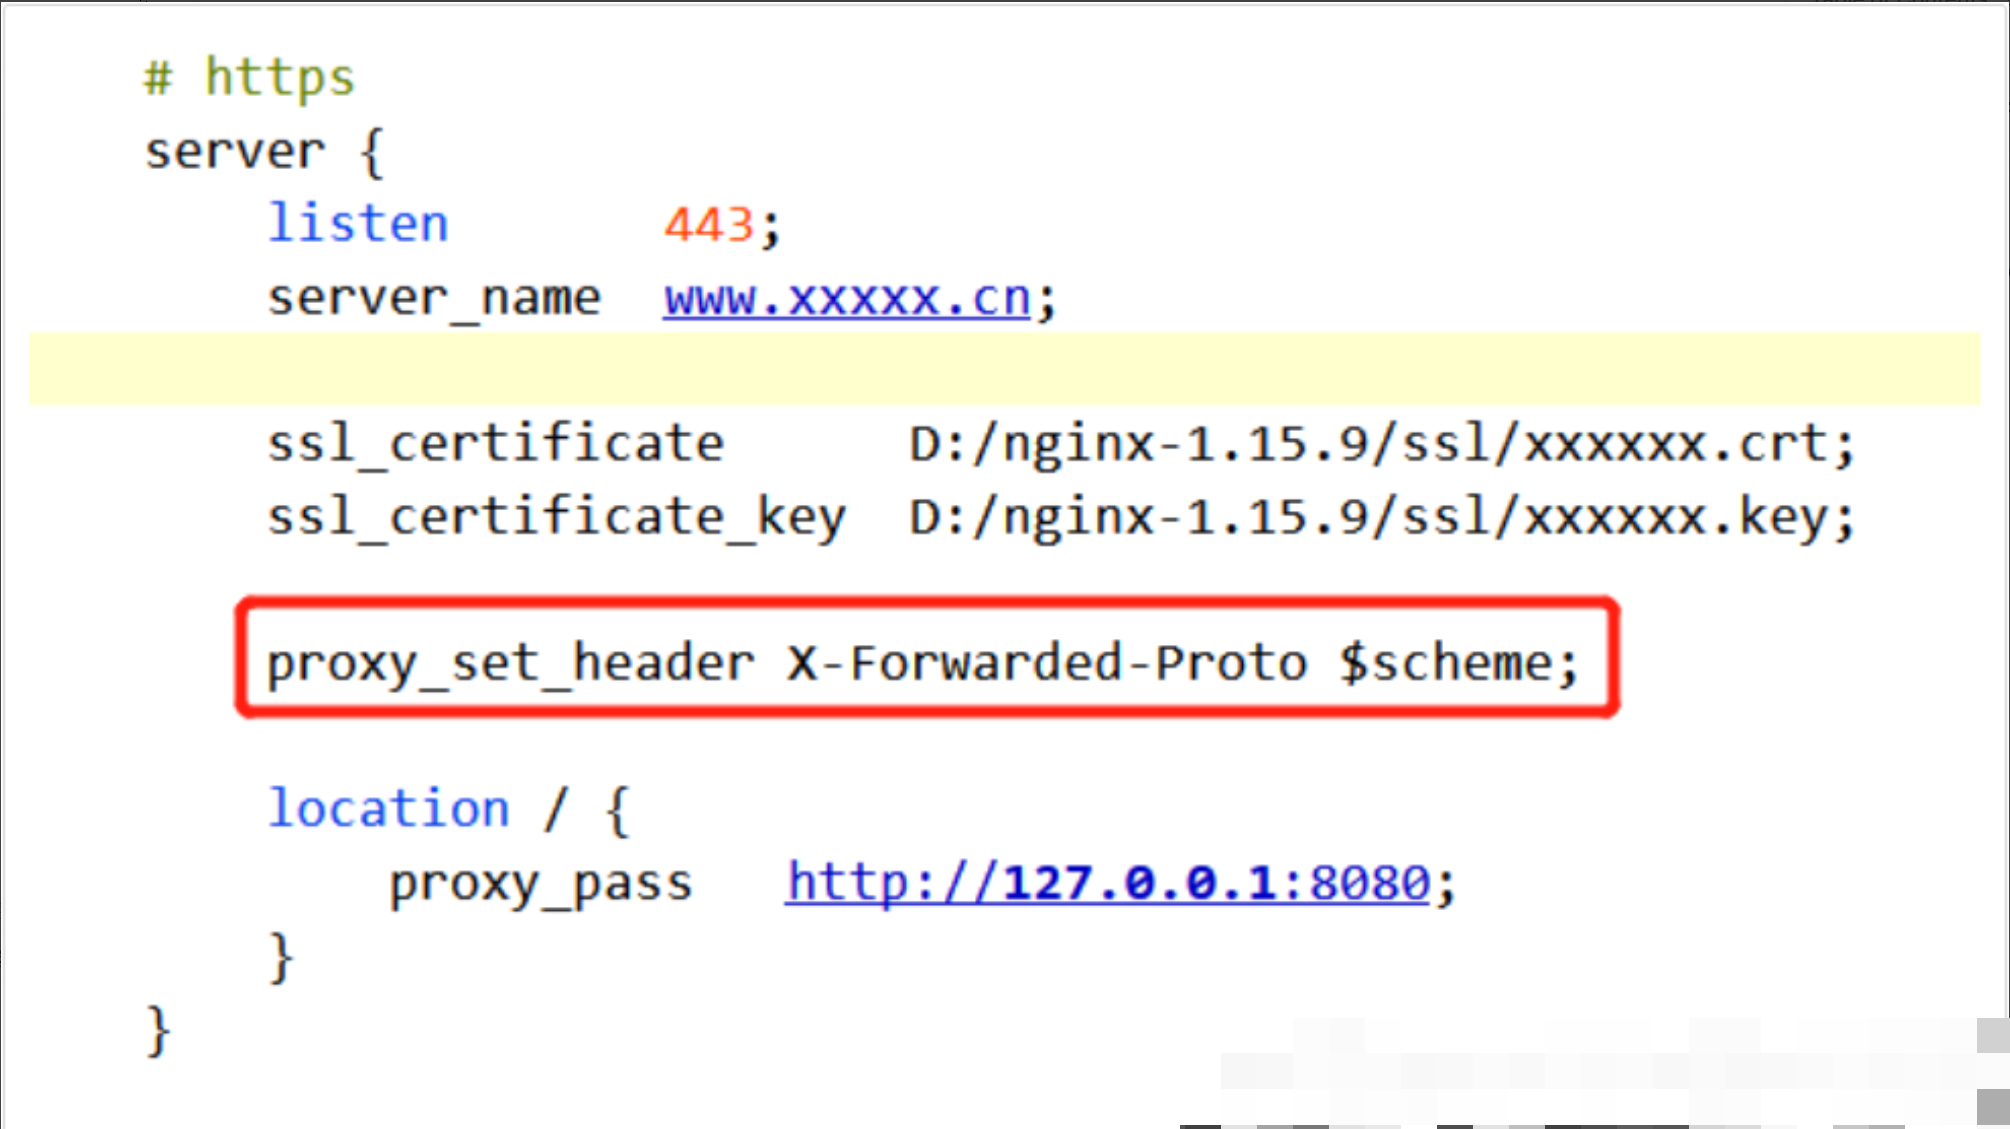 # https
server {
listen 443;
server_name www.xxxxx.cn;
ssl_certificate D:/nginx-1.15.9/ssl/xxxxxx.crt;
ssl_certificate_key D:/nginx-1.15.9/ssl/xxxxxx.key;
proxy_set_header X-Forwarded-Proto $scheme;
location / {
proxy_pass http://127.0.0.1:8080;
}
}